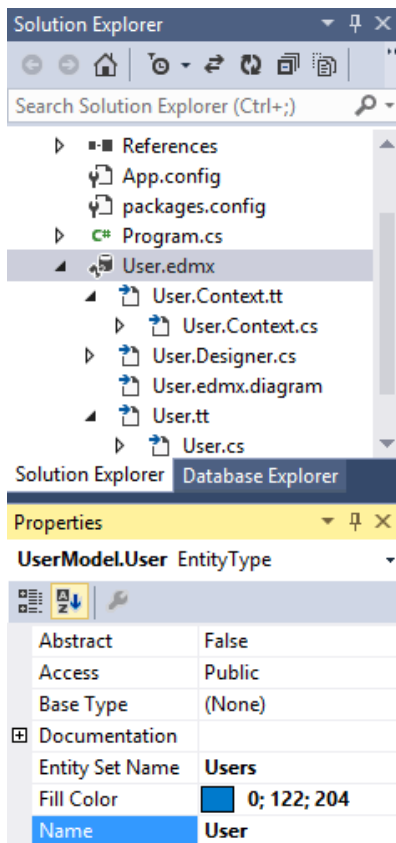 Solution Explorer
Search Solution Explorer (Ctrl+;)
References
App.config
packages.config
C# Program.cs
User.edmx
User.Context.tt
User.Context.cs
User.Designer.cs
User.edmx.diagram
User.tt
User.cs
Solution Explorer Database Explorer
Properties
UserModel.User EntityType
Abstract False
Access Public
Base Type (None)
Documentation
Entity Set Name Users
Fill Color 0; 122; 204
Name User